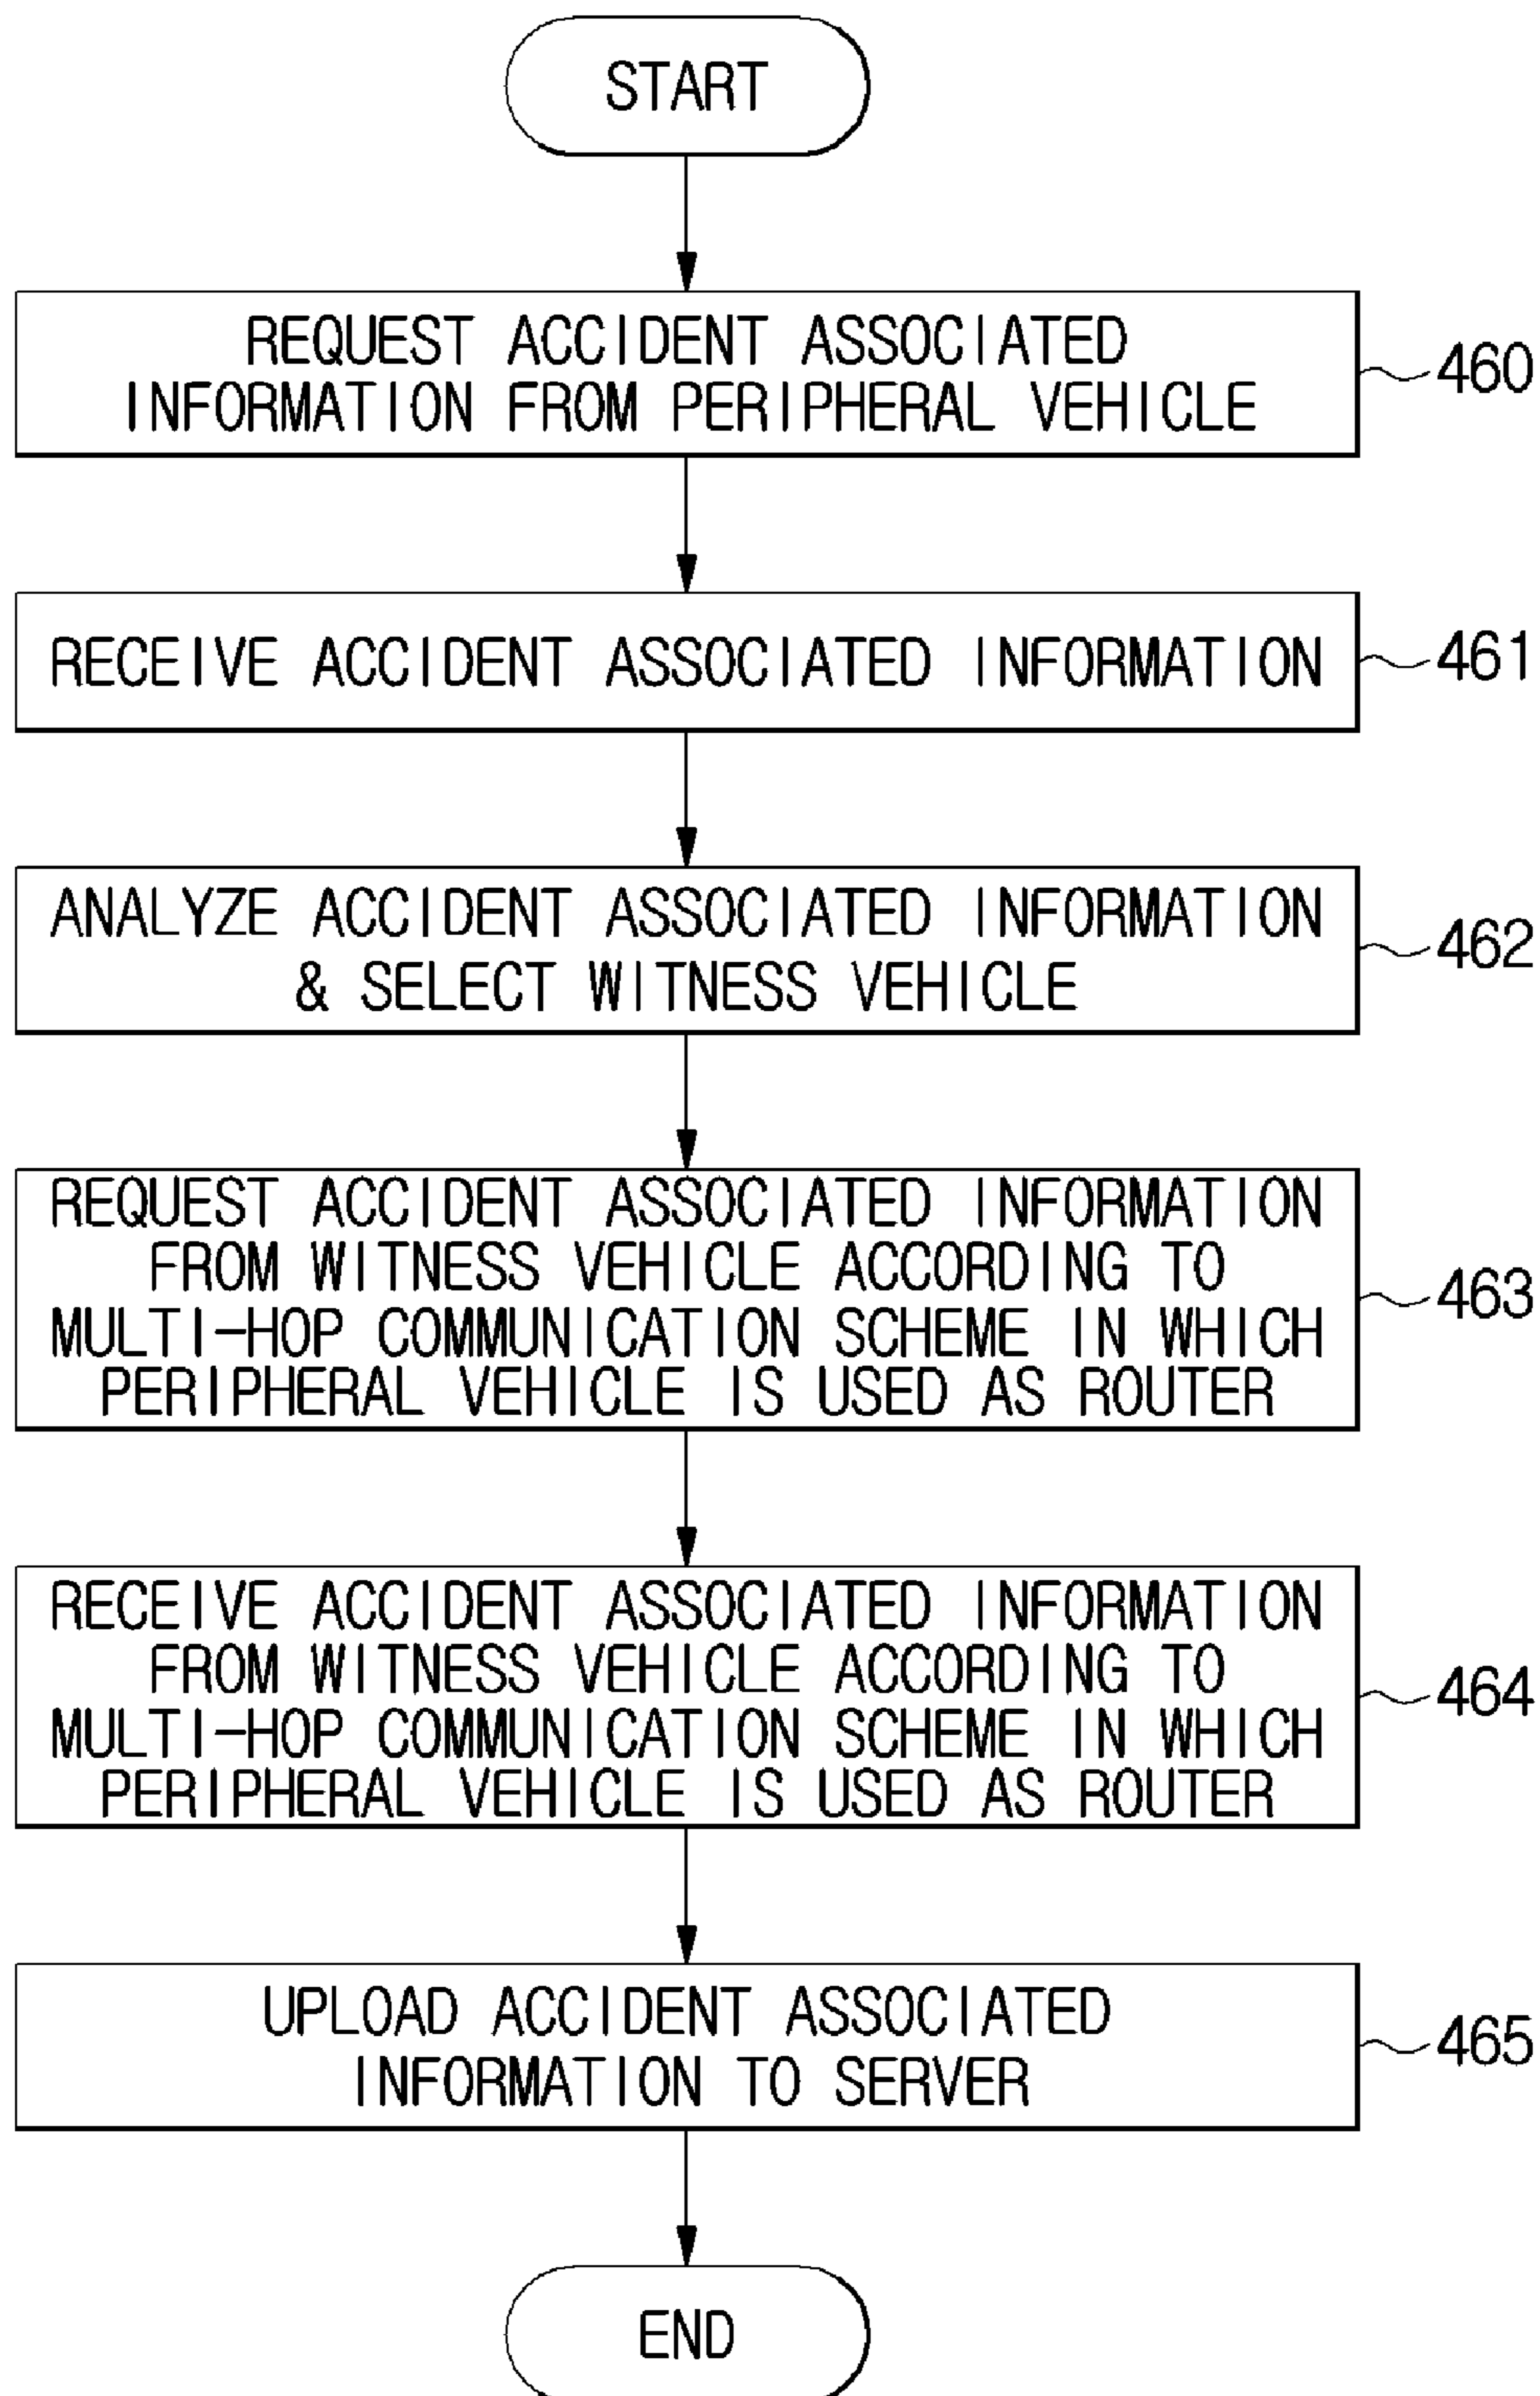 START
REQUEST ACCIDENT ASSOCIATED
INFORMATION FROM PERIPHERAL VEHICLE
460
RECEIVE ACCIDENT ASSOCIATED INFORMATION
461
ANALYZE ACCIDENT ASSOCIATED INFORMATION
& SELECT WITNESS VEHICLE
462
REQUEST ACCIDENT ASSOCIATED INFORMATION
FROM WITNESS VEHICLE ACCORDING TO
MULTI-HOP COMMUNICATION SCHEME IN WHICH
PERIPHERAL VEHICLE IS USED AS ROUTER
463
RECEIVE ACCIDENT ASSOCIATED INFORMATION
FROM WITNESS VEHICLE ACCORDING TO
MULTI-HOP COMMUNICATION SCHEME IN WHICH
PERIPHERAL VEHICLE IS USED AS ROUTER
464
UPLOAD ACCIDENT ASSOCIATED
INFORMATION TO SERVER
465
END